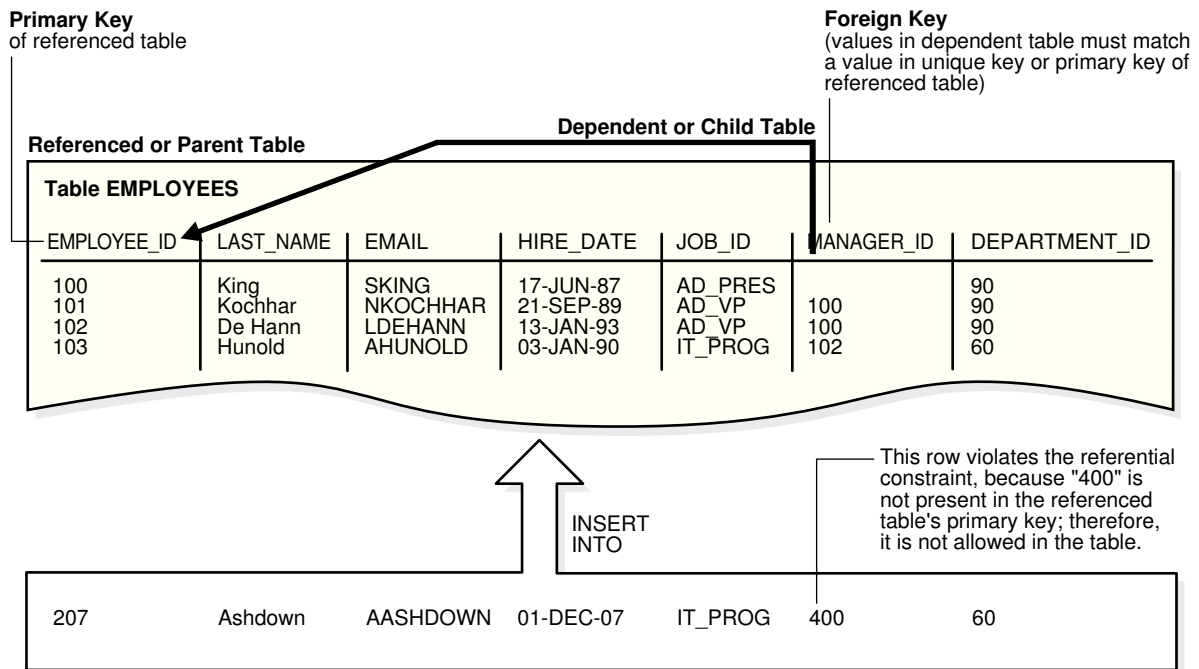 Primary Key
of referenced table
Foreign Key
(values in dependent table must match
a value in unique key or primary key of
referenced table)
Dependent or Child Table
Referenced or Parent Table
Table EMPLOYEES
EMPLOYEE_ID LAST_NAME EMAIL HIRE_DATE JOB_ID MANAGER_ID DEPARTMENT_ID
100 King SKING 17-JUN-87 AD_PRES 90
101 Kochhar NKOCHHAR 21-SEP-89 AD_VP 100 90
102 De Hann LDEHANN 13-JAN-93 AD_VP 100 90
103 Hunold AHUNOLD 03-JAN-90 IT_PROG 102 60
This row violates the referential
constraint, because "400" is
not present in the referenced
table's primary key; therefore,
it is not allowed in the table.
INSERT
INTO
207 Ashdown AASHDOWN 01-DEC-07 IT_PROG 400 60